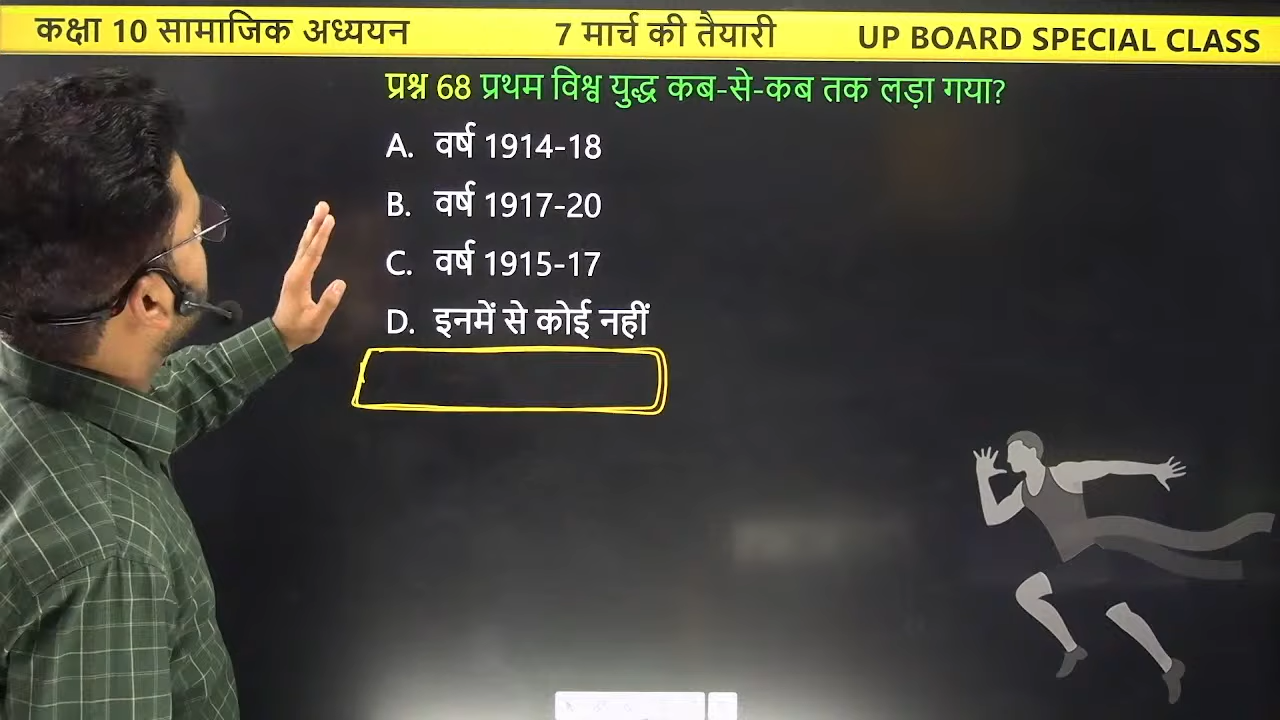 कक्षा 10 सामाजिक अध्ययन 7 मार्च की तैयारी UP BOARD SPECIAL CLASS
प्रश्न 68 प्रथम विश्व युद्ध कब-से-कब तक लड़ा गया?
A. वर्ष 1914-18
B. वर्ष 1917-20
C. वर्ष 1915-17
D. इनमें से कोई नहीं